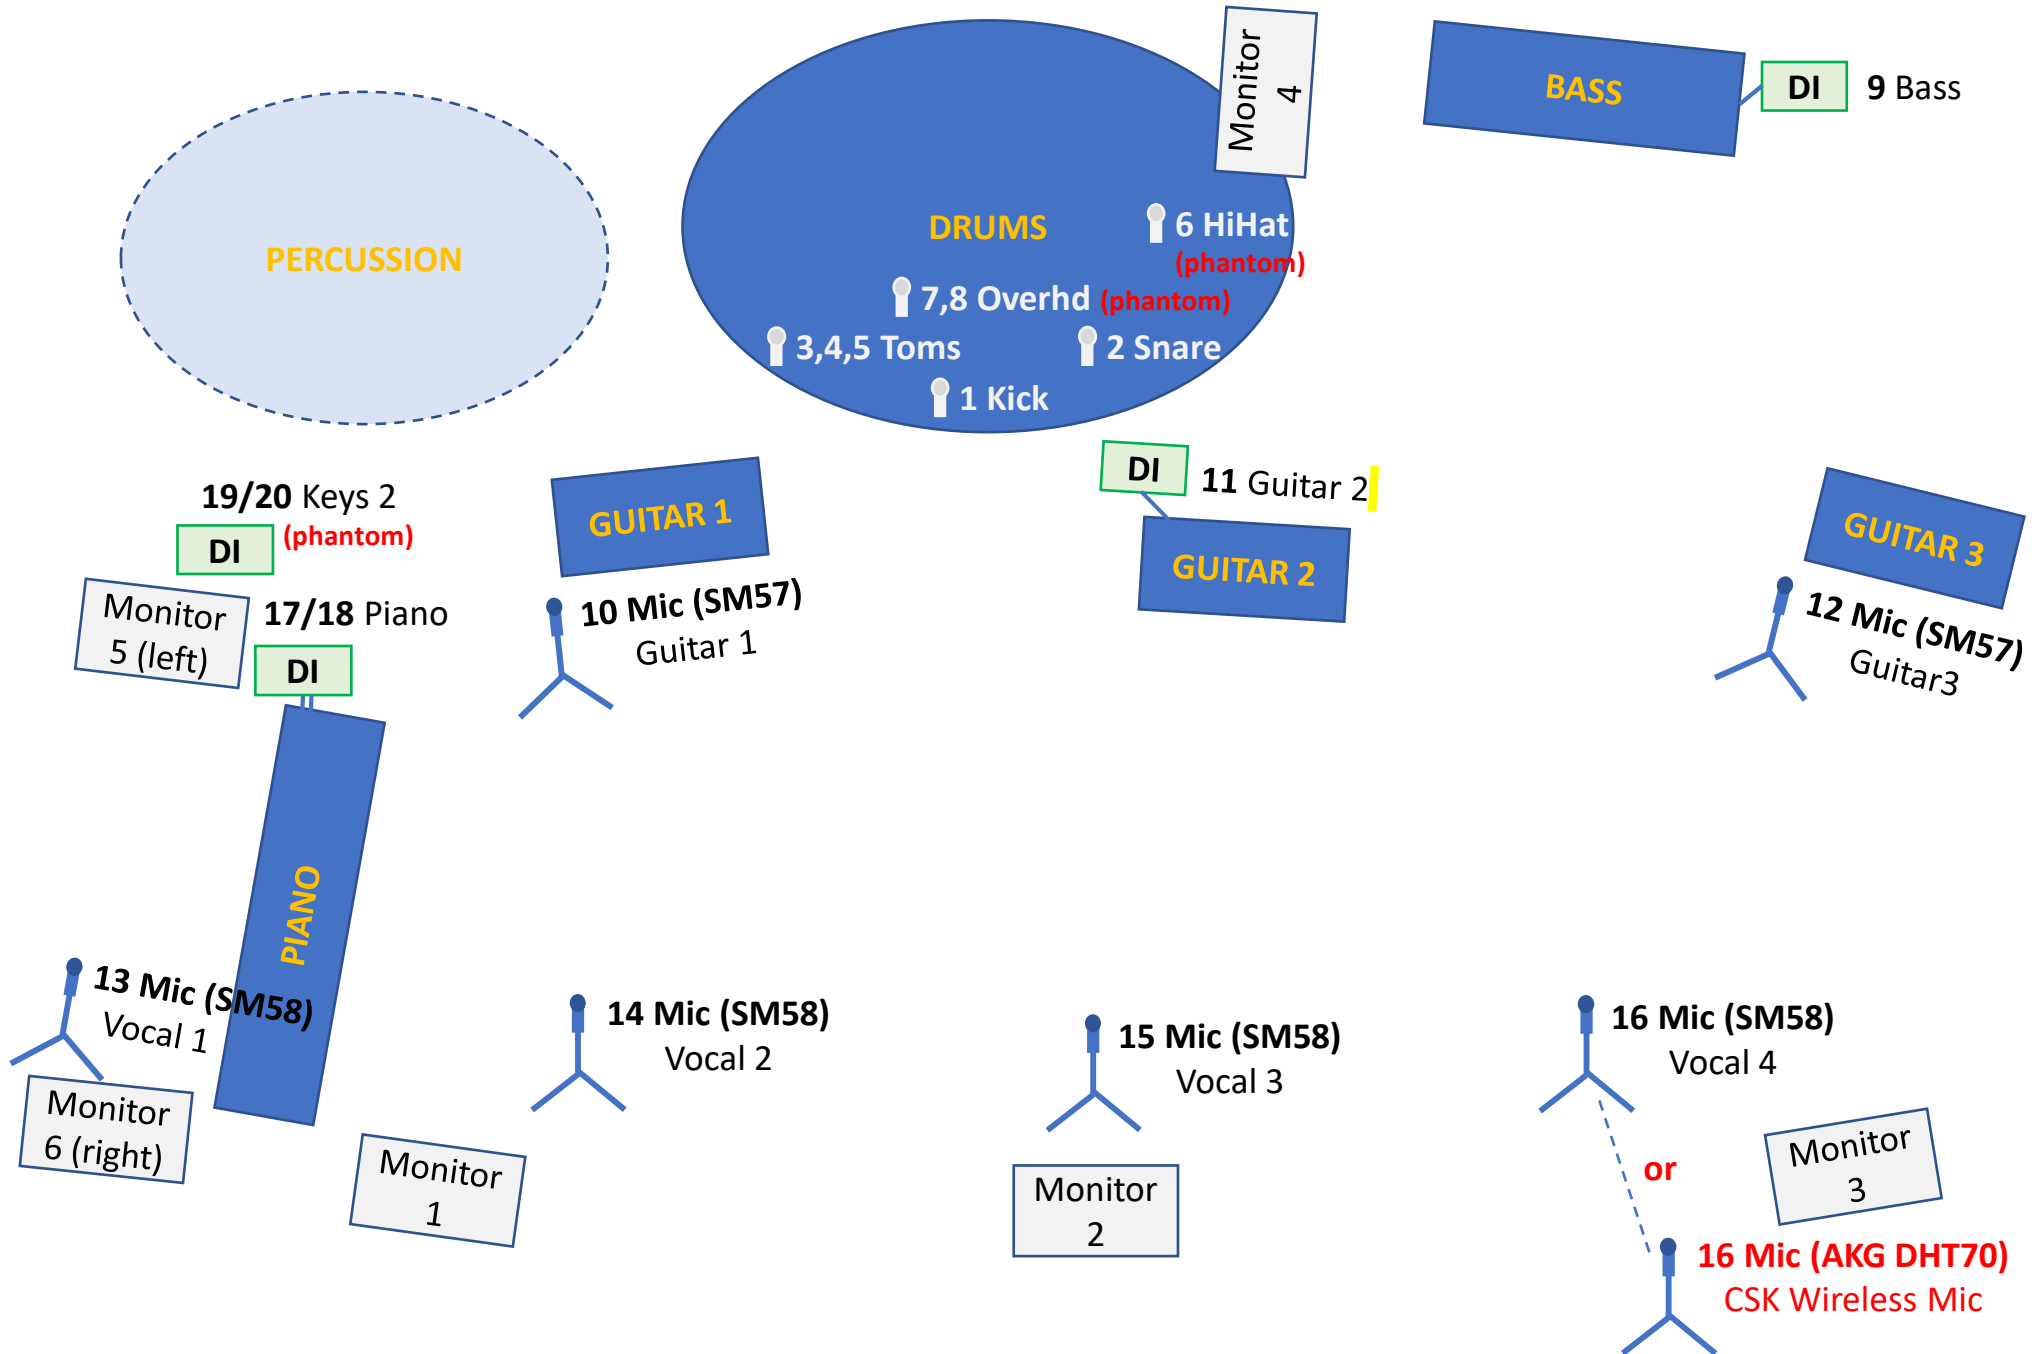 Monitor
4
BASS
DI
9 Bass
PERCUSSION
DRUMS
6 HiHat
(phantom)
7,8 Overhd (phantom)
3,4,5 Toms
2 Snare
1 Kick
19/20 Keys 2
(phantom)
DI
GUITAR 1
DI
11 Guitar 2
GUITAR 2
GUITAR 3
Monitor
5 (left)
17/18 Piano
DI
10 Mic (SM57)
Guitar 1
12 Mic (SM57)
Guitar3
PIANO
13 Mic (SM58)
Vocal 1
14 Mic (SM58)
Vocal 2
15 Mic (SM58)
Vocal 3
16 Mic (SM58)
Vocal 4
Monitor
6 (right)
Monitor
1
Monitor
2
or
Monitor
3
16 Mic (AKG DHT70)
CSK Wireless Mic